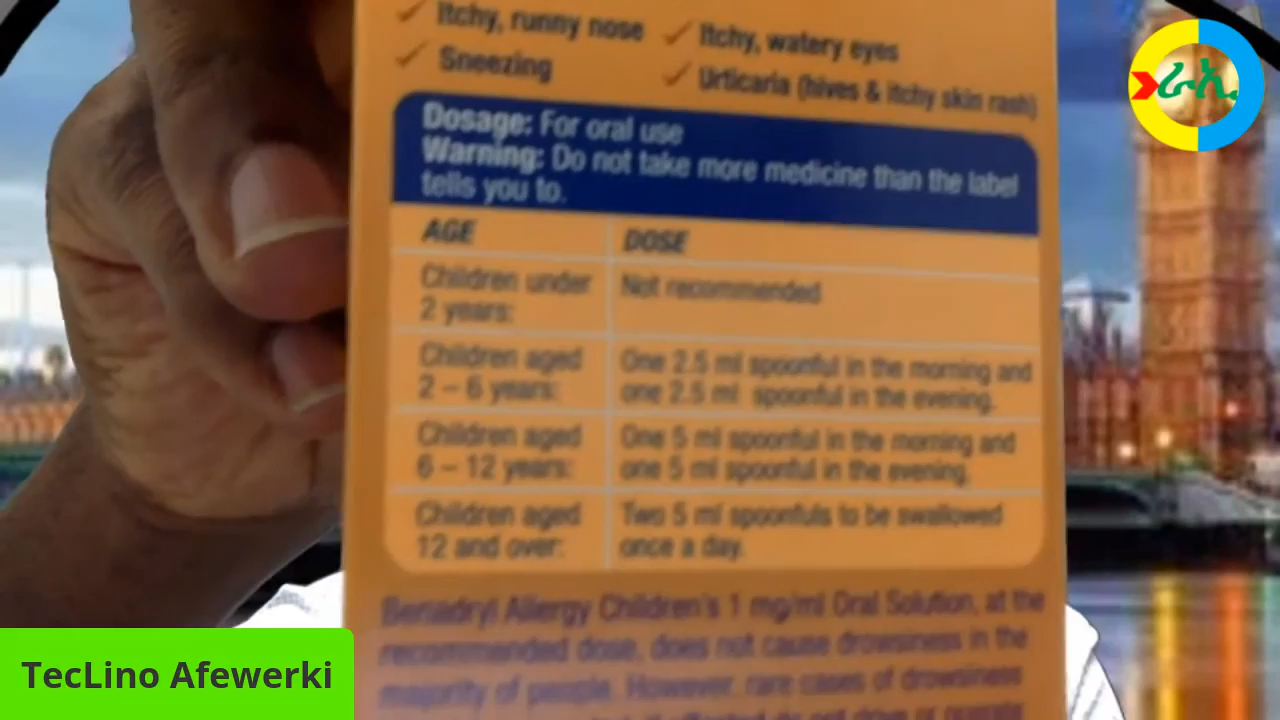 ✓ Itchy, runny nose ✓ Itchy, watery eyes
✓ Sneezing ✓ Urticaria (hives & itchy skin rash)
Dosage: For oral use
Warning: Do not take more medicine than the label
tells you to.
AGE DOSE
Children under Not recommended
2 years:
Children aged One 2.5 ml spoonful in the morning and
2 – 6 years: one 2.5 ml spoonful in the evening.
Children aged One 5 ml spoonful in the morning and
6 – 12 years: one 5 ml spoonful in the evening.
Children aged Two 5 ml spoonfuls to be swallowed
12 and over: once a day.
Benadryl Allergy Children's 1 mg/ml Oral Solution, at the
recommended dose, does not cause drowsiness in the
majority of people. However, rare cases of drowsiness
ራኢ
TecLino Afewerki